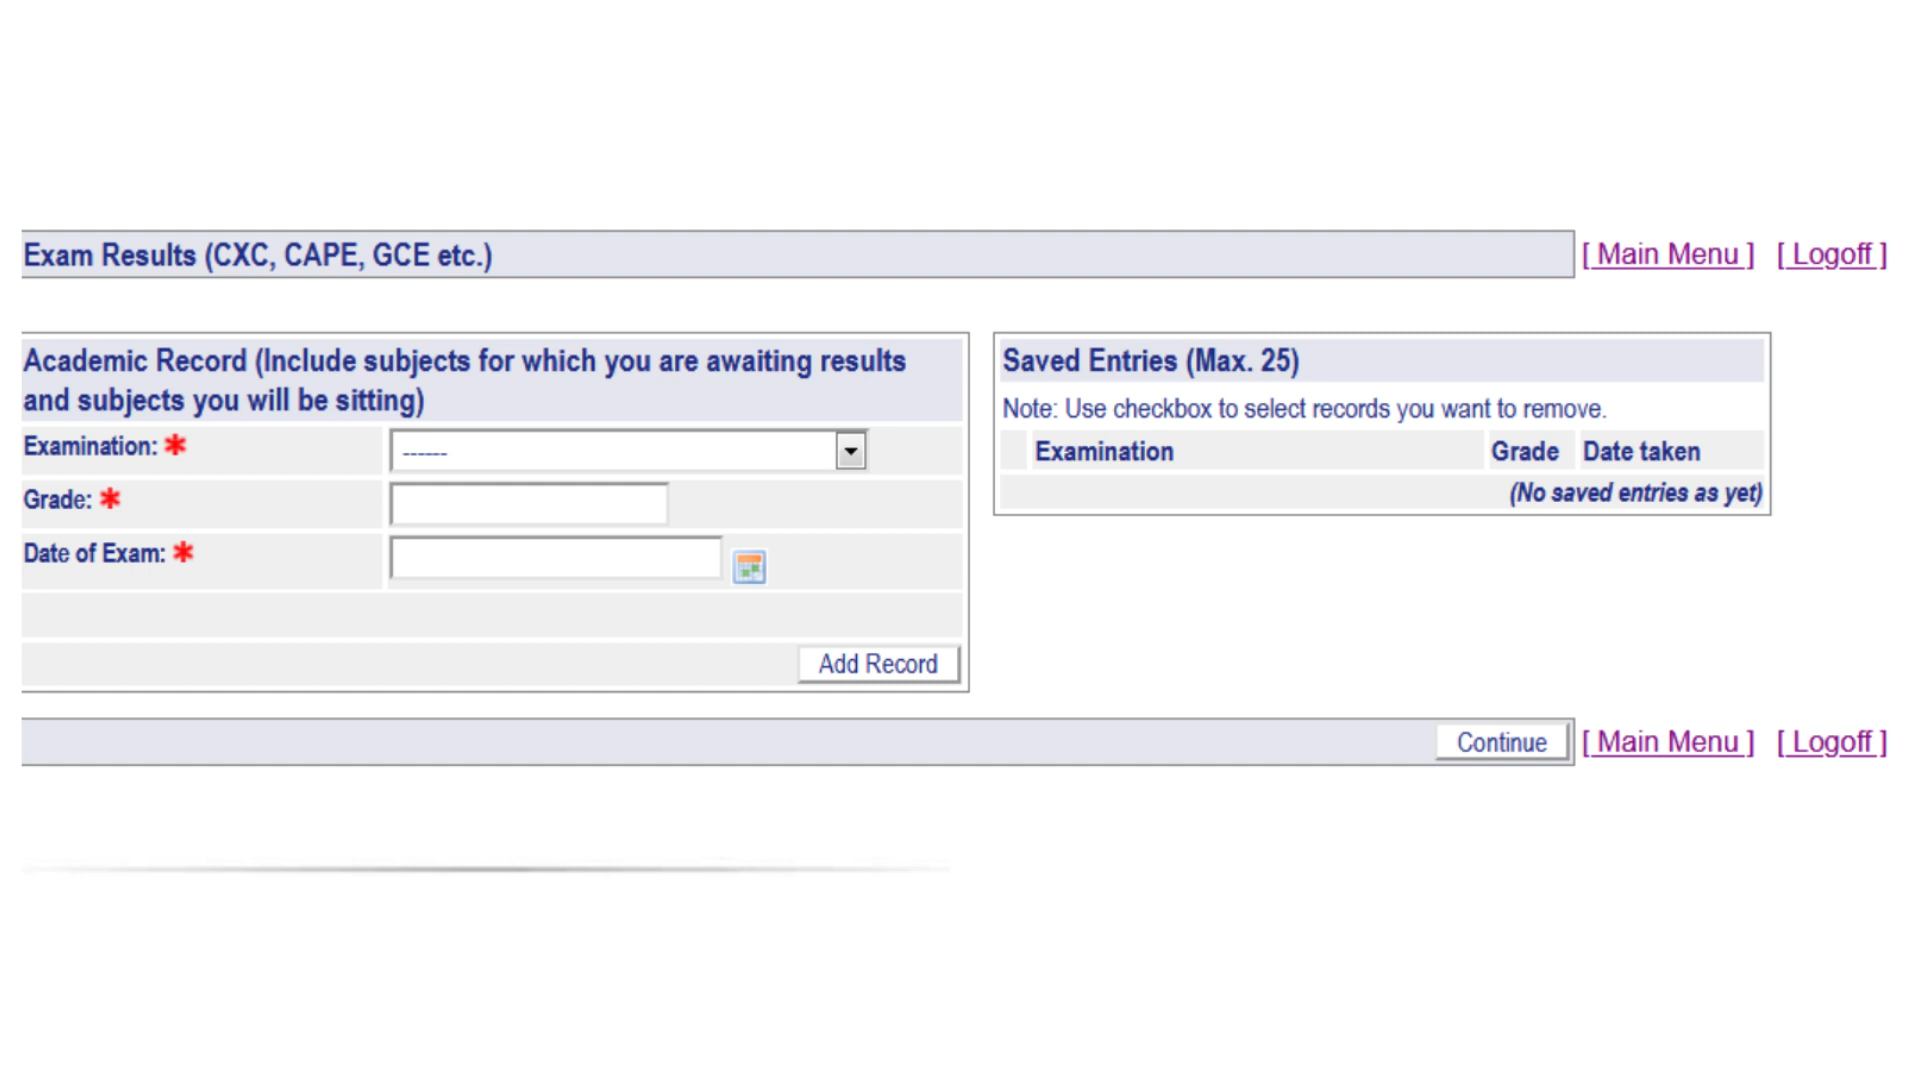 Exam Results (CXC, CAPE, GCE etc.) [ Main Menu ] [ Logoff ]
Academic Record (Include subjects for which you are awaiting results
and subjects you will be sitting)
Examination: *
------
Grade: *
Date of Exam: *
Add Record
Saved Entries (Max. 25)
Note: Use checkbox to select records you want to remove.
Examination Grade Date taken
(No saved entries as yet)
Continue [ Main Menu ] [ Logoff ]